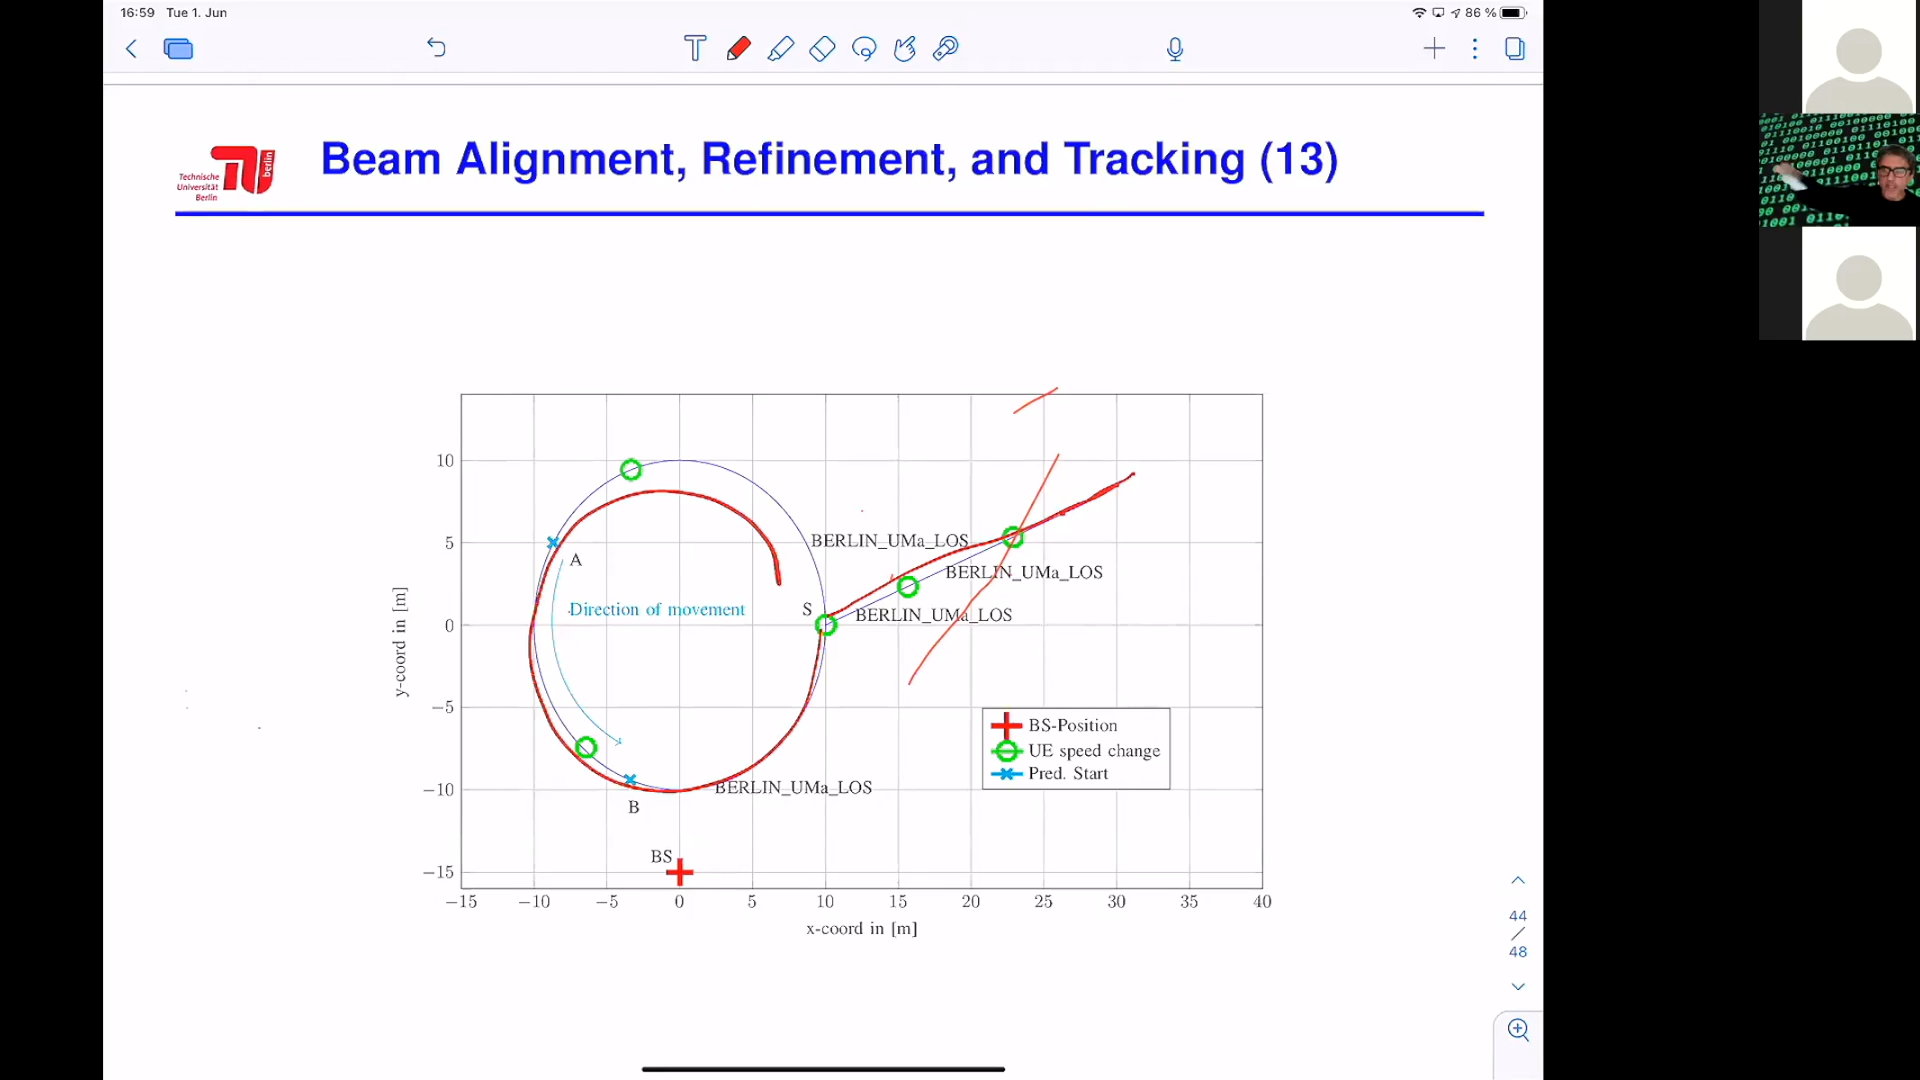 16:59 Tue 1. Jun
86 %
Technische
Universität
Berlin
berlin
Beam Alignment, Refinement, and Tracking (13)
10
5
0
−5
−10
−15
y-coord in [m]
A
Direction of movement
S
BERLIN_UMa_LOS
BERLIN_UMa_LOS
BERLIN_UMa_LOS
BERLIN_UMa_LOS
B
BS
BS-Position
UE speed change
Pred. Start
−15 −10 −5 0 5 10 15 20 25 30 35 40
x-coord in [m]
44
/
48